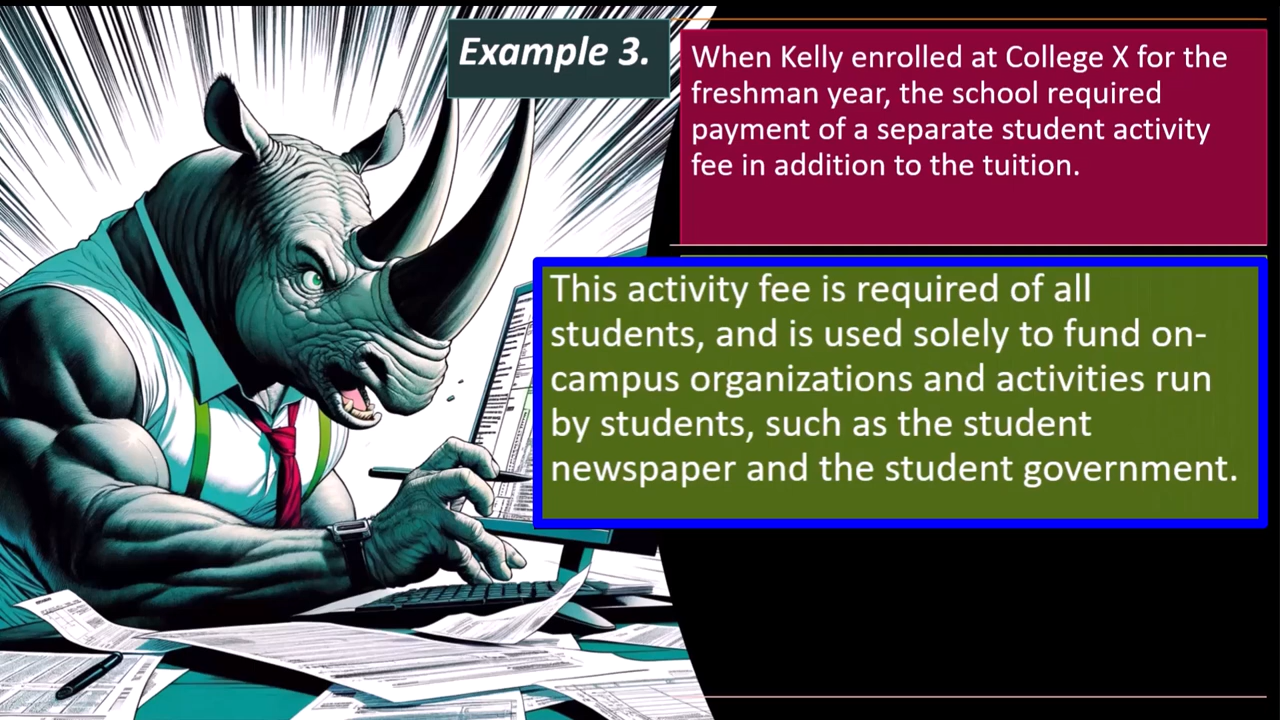 Example 3.
When Kelly enrolled at College X for the
freshman year, the school required
payment of a separate student activity
fee in addition to the tuition.
This activity fee is required of all
students, and is used solely to fund on-
campus organizations and activities run
by students, such as the student
newspaper and the student government.